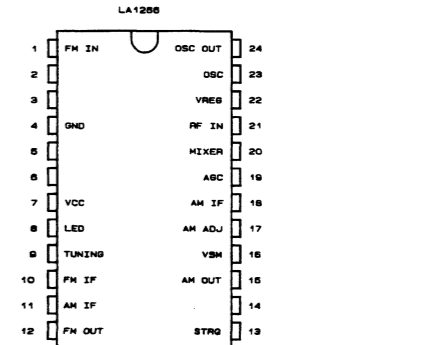 LA1266
1 FM IN OSC OUT 24
2 OSC 23
3 VREG 22
4 GND RF IN 21
5 MIXER 20
6 AGC 19
7 VCC AM IF 18
8 LED AM ADJ 17
9 TUNING VSM 16
10 FM IF AM OUT 15
11 AM IF 14
12 FM OUT STRQ 13